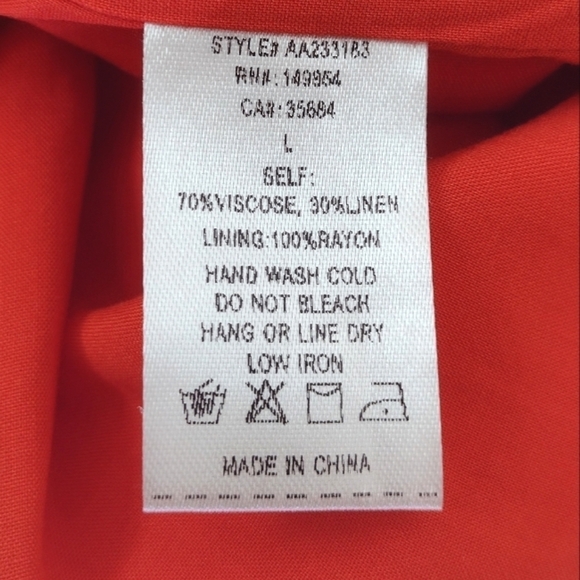 STYLE# AA233183
RN#: 149954
CA#: 35684
L
SELF:
70%VISCOSE, 30%LINEN
LINING:100%RAYON
HAND WASH COLD
DO NOT BLEACH
HANG OR LINE DRY
LOW IRON
MADE IN CHINA